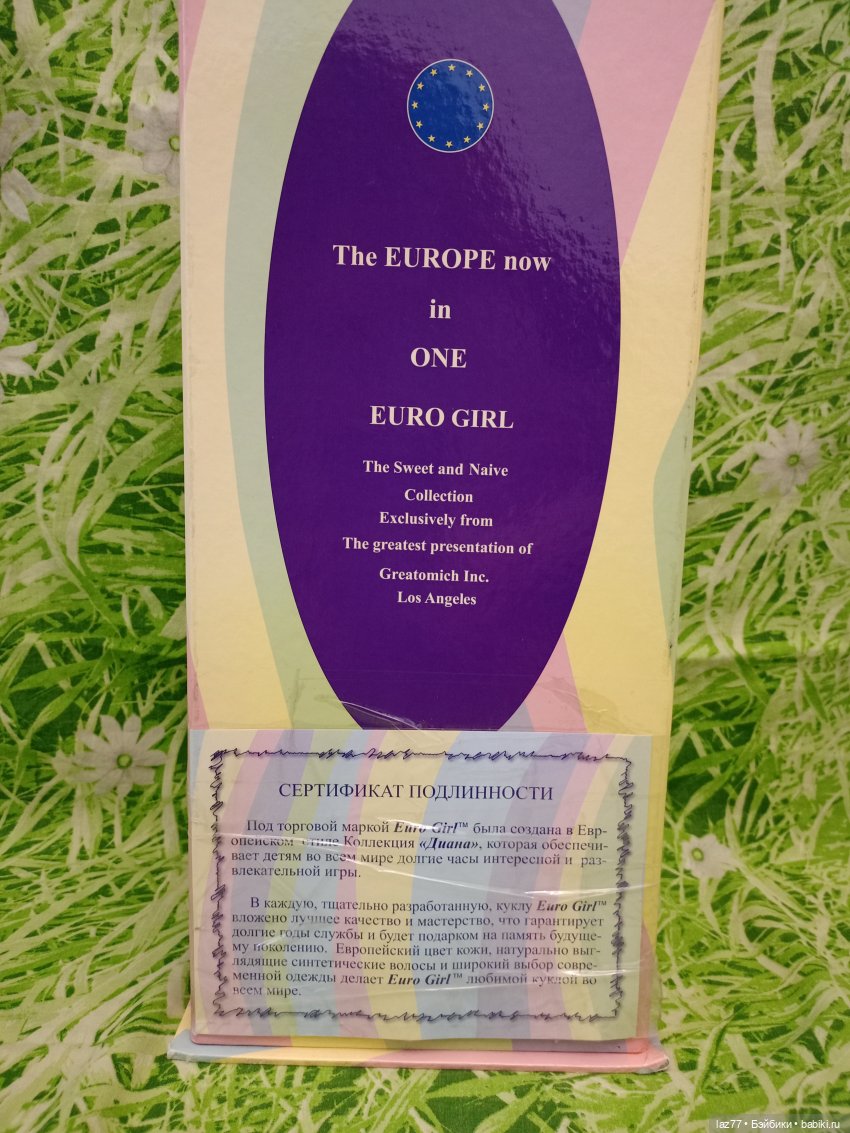 The EUROPE now
in
ONE
EURO GIRL
The Sweet and Naive
Collection
Exclusively from
The greatest presentation of
Greatomich Inc.
Los Angeles
СЕРТИФИКАТ ПОДЛИННОСТИ
Под торговой маркой Euro Girl™ была создана в Евр-
опейском стиле Коллекция «Диана», которая обеспечи-
вает детям во всем мире долгие часы интересной и раз-
влекательной игры.
В каждую, тщательно разработанную, куклу Euro Girl™
вложено лучшее качество и мастерство, что гарантирует
долгие годы службы и будет подарком на память будуще-
му поколению. Европейский цвет кожи, натурально выг-
лядящие синтетические волосы и широкий выбор совре-
менной одежды делает Euro Girl™ любимой куклой во
всем мире.
laz77 • Бэйбики • babiki.ru